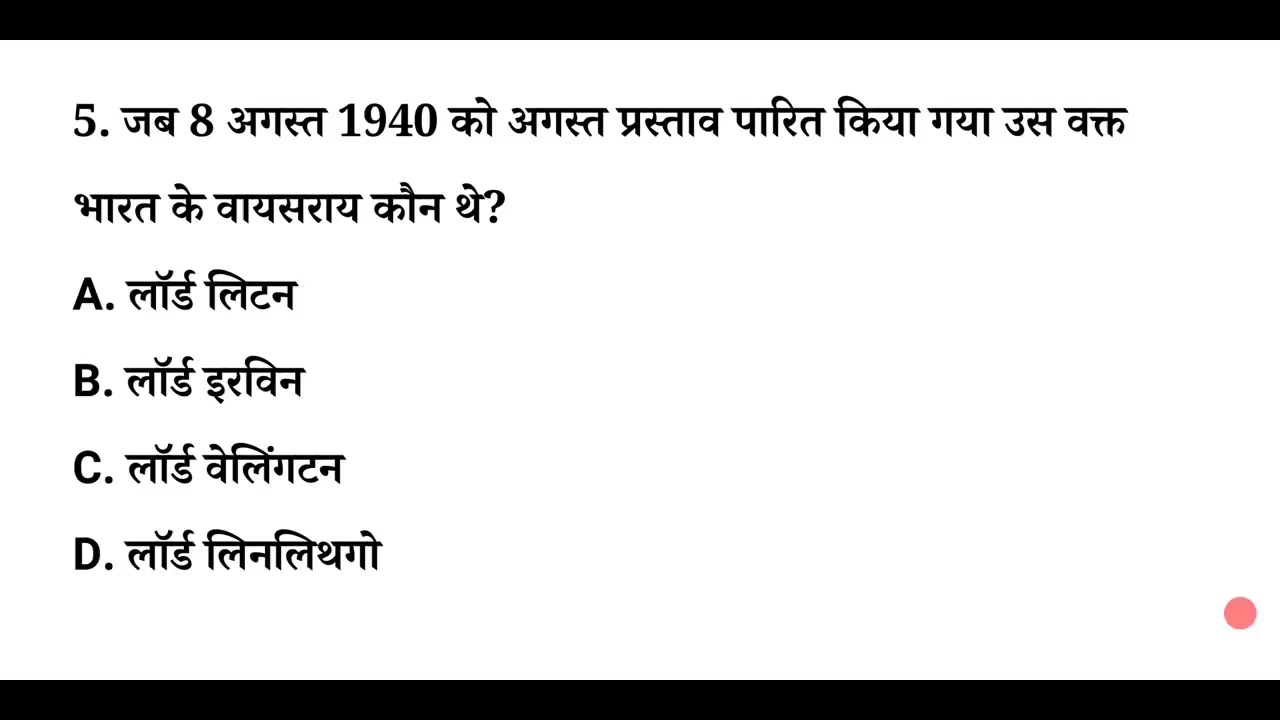 5. जब 8 अगस्त 1940 को अगस्त प्रस्ताव पारित किया गया उस वक्त
भारत के वायसराय कौन थे?
A. लॉर्ड लिटन
B. लॉर्ड इरविन
C. लॉर्ड वेलिंगटन
D. लॉर्ड लिनलिथगो